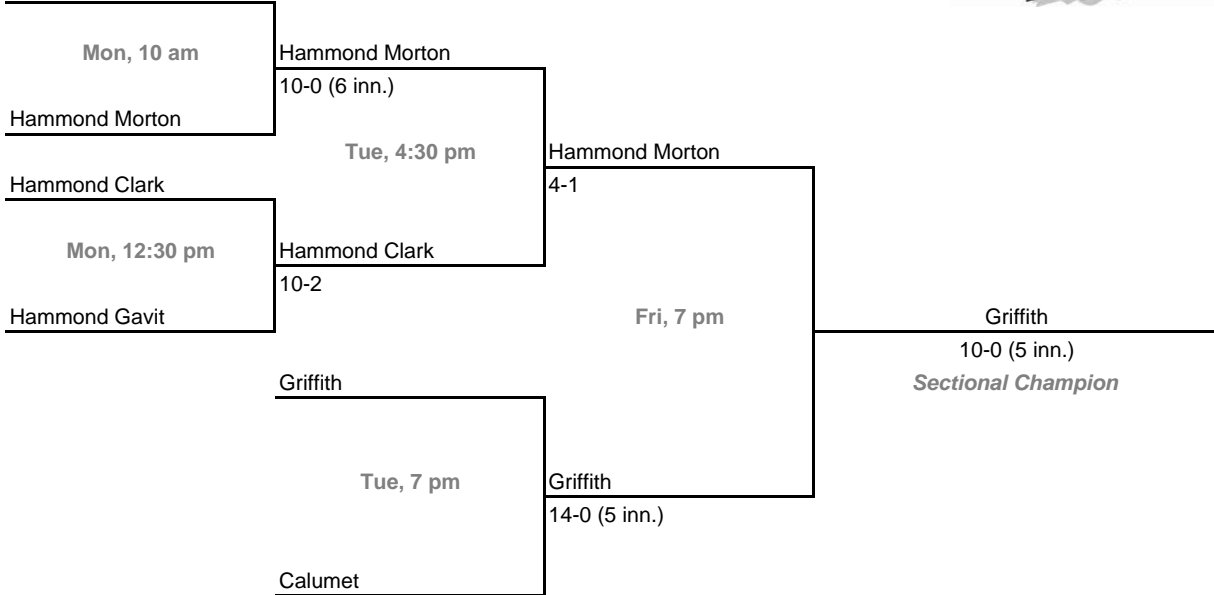 Mon, 10 am
Hammond Morton
10-0 (6 inn.)
Hammond Morton
Tue, 4:30 pm
Hammond Morton
Hammond Clark
4-1
Mon, 12:30 pm
Hammond Clark
10-2
Hammond Gavit
Fri, 7 pm
Griffith
10-0 (5 inn.)
Griffith
Sectional Champion
Tue, 7 pm
Griffith
14-0 (5 inn.)
Calumet